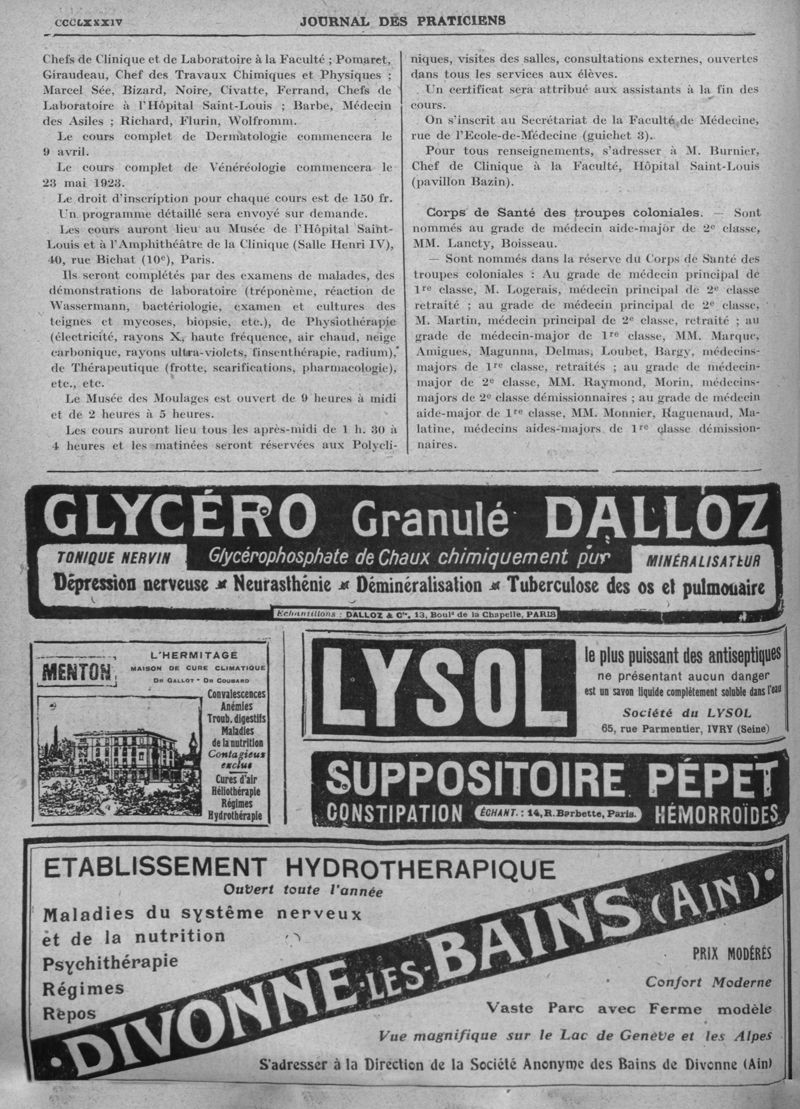 CCCLXXXIV
JOURNAL DES PRATICIENS
Chefs de Clinique et de Laboratoire à la Faculté ; Pomaret,
Giraudeau, Chef des Travaux Chimiques et Physiques ;
Marcel Sée, Bizard, Noire, Civatte, Ferrand, Chefs de
Laboratoire à l'Hôpital Saint-Louis ; Barbe, Médecin
des Asiles ; Richard, Flurin, Wolfromm.
Le cours complet de Dermatologie commencera le
9 avril.
Le cours complet de Vénéréologie commencera le
23 mai 1923.
Le droit d'inscription pour chaque cours est de 150 fr.
Un programme détaillé sera envoyé sur demande.
Les cours auront lieu au Musée de l'Hôpital Saint-
Louis et à l'Amphithéâtre de la Clinique (Salle Henri IV),
40, rue Bichat (10e), Paris.
Ils seront complétés par des examens de malades, des
démonstrations de laboratoire (tréponème, réaction de
Wassermann, bactériologie, examen et cultures des
teignes et mycoses, biopsie, etc.), de Physiothérapie
(électricité, rayons X, haute fréquence, air chaud, neige
carbonique, rayons ultra-violets, finsenthérapie, radium),
de Thérapeutique (frotte, scarifications, pharmacologie),
etc., etc.
Le Musée des Moulages est ouvert de 9 heures à midi
et de 2 heures à 5 heures.
Les cours auront lieu tous les après-midi de 1 h. 30 à
4 heures et les matinées seront réservées aux Polycli-
niques, visites des salles, consultations externes, ouvertes
dans tous les services aux élèves.
Un certificat sera attribué aux assistants à la fin des
cours.
On s'inscrit au Secrétariat de la Faculté de Médecine,
rue de l'Ecole-de-Médecine (guichet 3).
Pour tous renseignements, s'adresser à M. Burnier,
Chef de Clinique à la Faculté, Hôpital Saint-Louis
(pavillon Bazin).
Corps de Santé des troupes coloniales. — Sont
nommés au grade de médecin aide-major de 2e classe,
MM. Lancty, Boisseau.
— Sont nommés dans la réserve du Corps de Santé des
troupes coloniales : Au grade de médecin principal de
1re classe, M. Logerais, médecin principal de 2e classe
retraité ; au grade de médecin principal de 2e classe,
M. Martin, médecin principal de 2e classe, retraité ; au
grade de médecin-major de 1re classe, MM. Marque,
Amigues, Magunna, Delmas, Loubet, Bargy, médecins-
majors de 1re classe, retraités ; au grade de médecin-
major de 2e classe, MM. Raymond, Morin, médecins-
majors de 2e classe démissionnaires ; au grade de médecin
aide-major de 1re classe, MM. Monnier, Raguenaud, Ma-
latine, médecins aides-majors de 1re classe démission-
naires.
GLYCÉRO Granulé DALLOZ
TONIQUE NERVIN
Glycérophosphate de Chaux chimiquement pur
MINÉRALISATEUR
Dépression nerveuse Neurasthénie Déminéralisation Tuberculose des os et pulmonaire
Echantillons : DALLOZ & Cie, 13, Bould de la Chapelle, PARIS
MENTON
L'HERMITAGE
MAISON DE CURE CLIMATIQUE
DR GALLOT - DR COUBARD
Convalescences
Anémies
Troub. digestifs
Maladies
de la nutrition
Contagieux
exclus
Cures d'air
Héliothérapie
Régimes
Hydrothérapie
LYSOL
le plus puissant des antiseptiques
ne présentant aucun danger
est un savon liquide complètement soluble dans l'eau
Société du LYSOL
65, rue Parmentier, IVRY (Seine)
SUPPOSITOIRE PÉPET
CONSTIPATION
ÉCHANT. : 14, R. Barbette, Paris.
HÉMORROÏDES
ETABLISSEMENT HYDROTHERAPIQUE
Ouvert toute l'année
Maladies du système nerveux
et de la nutrition
Psychithérapie
Régimes
Repos
DIVONNE-LES-BAINS (AIN)
PRIX MODÉRÉS
Confort Moderne
Vaste Parc avec Ferme modèle
Vue magnifique sur le Lac de Genève et les Alpes
S'adresser à la Direction de la Société Anonyme des Bains de Divonne (Ain)